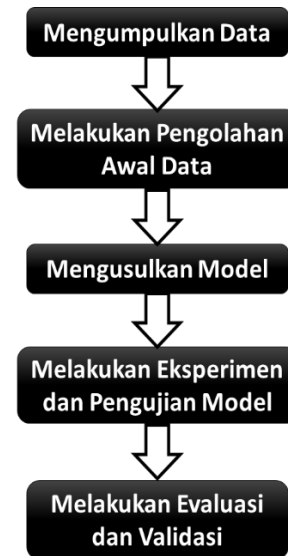 Mengumpulkan Data
Melakukan Pengolahan
Awal Data
Mengusulkan Model
Melakukan Eksperimen
dan Pengujian Model
Melakukan Evaluasi
dan Validasi